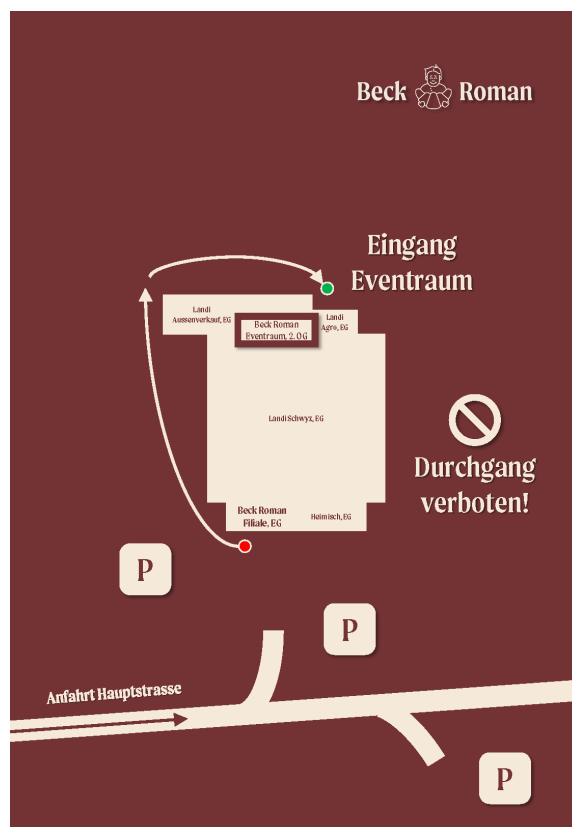 Beck Roman
Eingang
Eventraum
Landi
Aussenverkauf, EG
Beck Roman
Eventraum, 2. OG
Landi
Agro, EG
Landi Schwyz, EG
Durchgang
verboten!
Beck Roman
Filiale, EG
Heimisch, EG
P
P
Anfahrt Hauptstrasse
P